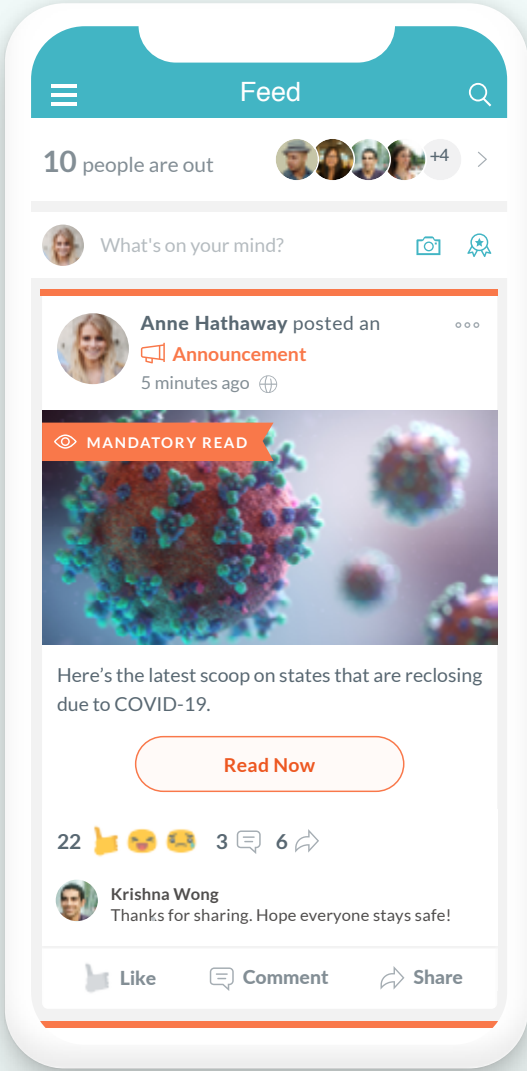 Feed
10 people are out
+4
What's on your mind?
Anne Hathaway posted an
Announcement
5 minutes ago
MANDATORY READ
Here’s the latest scoop on states that are reclosing
due to COVID-19.
Read Now
22 3 6
Krishna Wong
Thanks for sharing. Hope everyone stays safe!
Like Comment Share